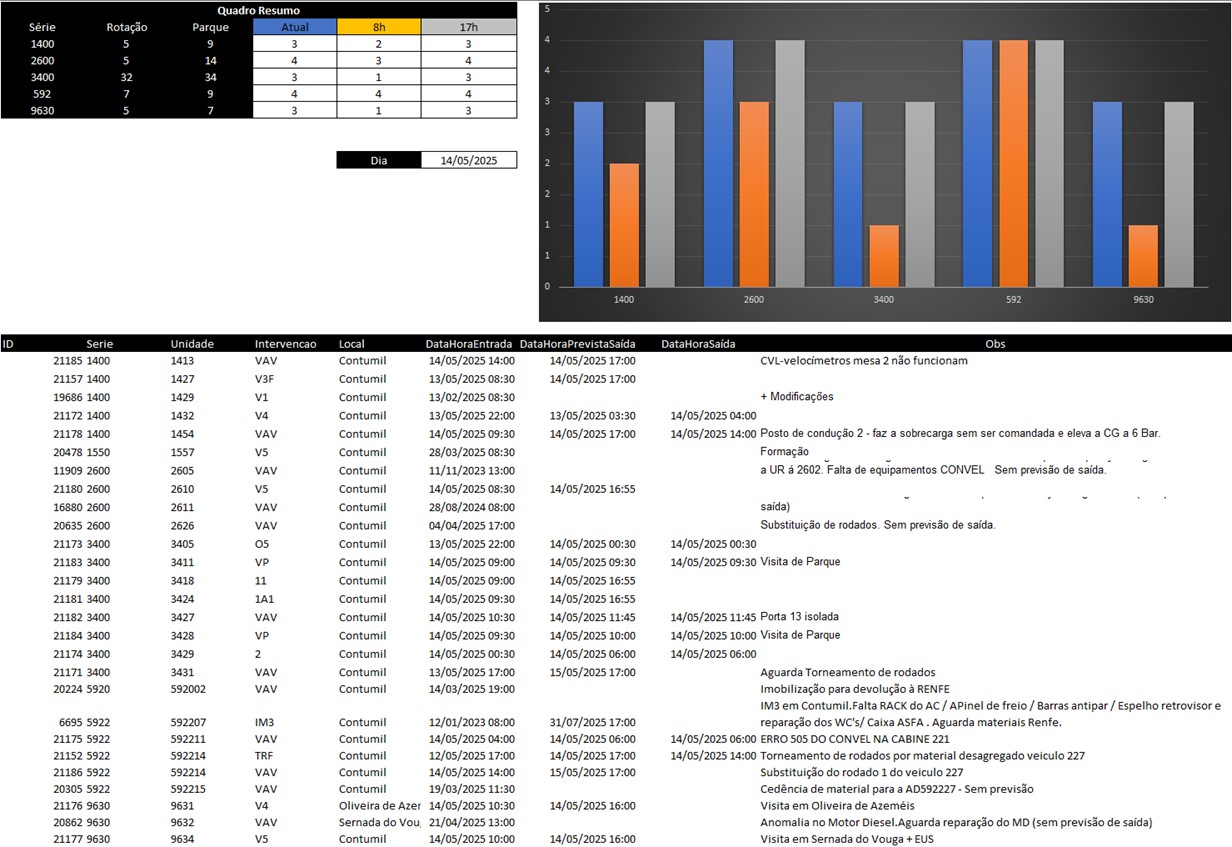 Quadro Resumo
Série Rotação Parque Atual 8h 17h
1400 5 9 3 2 3
2600 5 14 4 3 4
3400 32 34 3 1 3
592 7 9 4 4 4
9630 5 7 3 1 3
Dia 14/05/2025
5
4
4
3
3
2
2
1
1
0
1400 2600 3400 592 9630
ID Serie Unidade Intervencao Local DataHoraEntrada DataHoraPrevistaSaída DataHoraSaída Obs
21185 1400 1413 VAV Contumil 14/05/2025 14:00 14/05/2025 17:00 CVL-velocímetros mesa 2 não funcionam
21157 1400 1427 V3F Contumil 13/05/2025 08:30 14/05/2025 17:00
19686 1400 1429 V1 Contumil 13/02/2025 08:30 + Modificações
21172 1400 1432 V4 Contumil 13/05/2025 22:00 13/05/2025 03:30 14/05/2025 04:00
21178 1400 1454 VAV Contumil 14/05/2025 09:30 14/05/2025 17:00 14/05/2025 14:00 Posto de condução 2 - faz a sobrecarga sem ser comandada e eleva a CG a 6 Bar.
20478 1550 1557 V5 Contumil 28/03/2025 08:30 Formação
11909 2600 2605 VAV Contumil 11/11/2023 13:00 a UR á 2602. Falta de equipamentos CONVEL Sem previsão de saída.
21180 2600 2610 V5 Contumil 14/05/2025 08:30 14/05/2025 16:55
16880 2600 2611 VAV Contumil 28/08/2024 08:00 saída)
20635 2600 2626 VAV Contumil 04/04/2025 17:00 Substituição de rodados. Sem previsão de saída.
21173 3400 3405 O5 Contumil 13/05/2025 22:00 14/05/2025 00:30 14/05/2025 00:30
21183 3400 3411 VP Contumil 14/05/2025 09:00 14/05/2025 09:30 14/05/2025 09:30 Visita de Parque
21179 3400 3418 11 Contumil 14/05/2025 09:00 14/05/2025 16:55
21181 3400 3424 1A1 Contumil 14/05/2025 09:30 14/05/2025 16:55
21182 3400 3427 VAV Contumil 14/05/2025 10:30 14/05/2025 11:45 14/05/2025 11:45 Porta 13 isolada
21184 3400 3428 VP Contumil 14/05/2025 09:30 14/05/2025 10:00 14/05/2025 10:00 Visita de Parque
21174 3400 3429 2 Contumil 14/05/2025 00:30 14/05/2025 06:00 14/05/2025 06:00
21171 3400 3431 VAV Contumil 13/05/2025 17:00 15/05/2025 17:00 Aguarda Torneamento de rodados
20224 5920 592002 VAV Contumil 14/03/2025 19:00 Imobilização para devolução à RENFE
IM3 em Contumil.Falta RACK do AC / APinel de freio / Barras antipar / Espelho retrovisor e
6695 5922 592207 IM3 Contumil 12/01/2023 08:00 31/07/2025 17:00 reparação dos WC's/ Caixa ASFA . Aguarda materiais Renfe.
21175 5922 592211 VAV Contumil 14/05/2025 04:00 14/05/2025 06:00 14/05/2025 06:00 ERRO 505 DO CONVEL NA CABINE 221
21152 5922 592214 TRF Contumil 12/05/2025 17:00 14/05/2025 17:00 14/05/2025 14:00 Torneamento de rodados por material desagregado veiculo 227
21186 5922 592214 VAV Contumil 14/05/2025 14:00 15/05/2025 17:00 Substituição do rodado 1 do veiculo 227
20305 5922 592215 VAV Contumil 19/03/2025 11:30 Cedência de material para a AD592227 - Sem previsão
21176 9630 9631 V4 Oliveira de Azer 14/05/2025 10:30 14/05/2025 16:00 Visita em Oliveira de Azeméis
20862 9630 9632 VAV Sernada do Vou 21/04/2025 13:00 Anomalia no Motor Diesel.Aguarda reparação do MD (sem previsão de saída)
21177 9630 9634 V5 Contumil 14/05/2025 10:00 14/05/2025 16:00 Visita em Sernada do Vouga + EUS